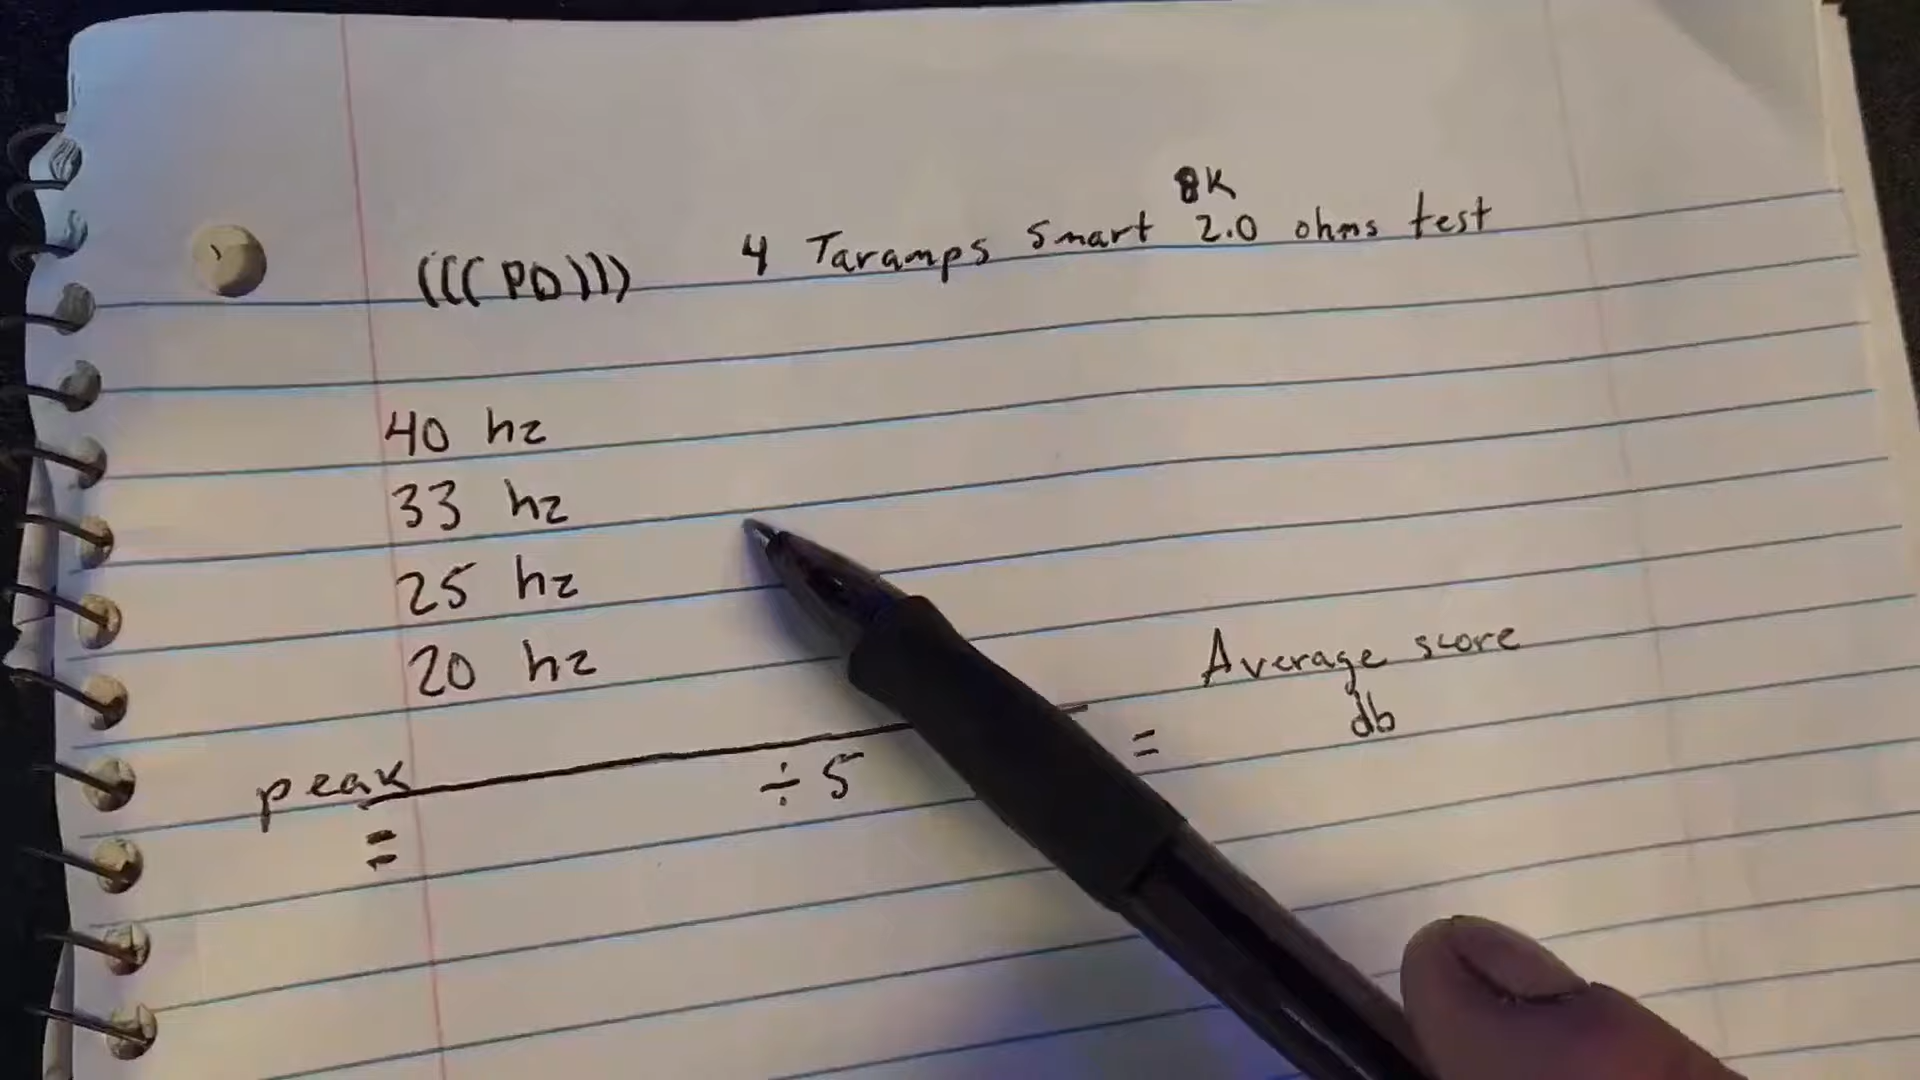 8K
(((PD))) 4 Taramps Smart 2.0 ohms test
40 hz
33 hz
25 hz
20 hz
Average score
db
peak ÷ 5 =
=